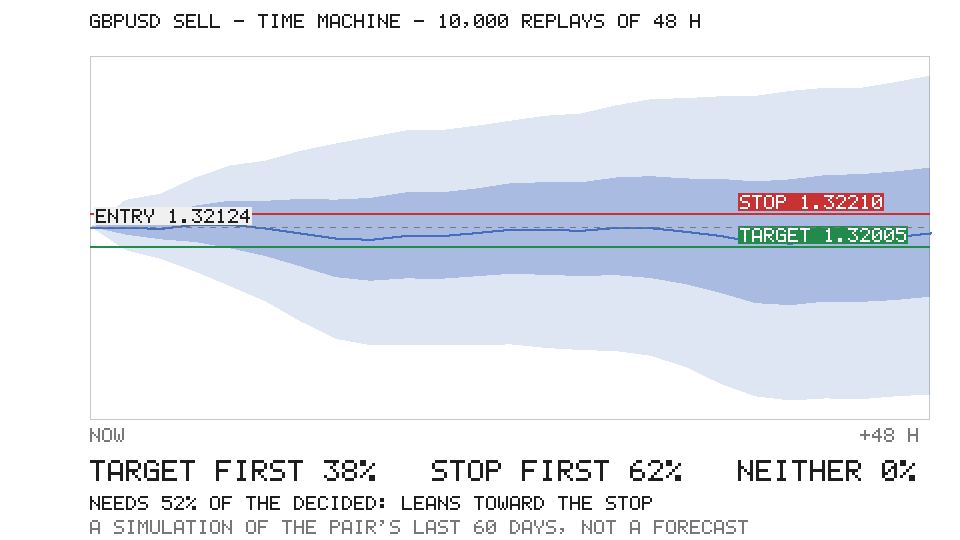 GBPUSD SELL - TIME MACHINE - 10,000 REPLAYS OF 48 H
STOP 1.32210
ENTRY 1.32124
TARGET 1.32005
NOW +48 H
TARGET FIRST 38% STOP FIRST 62% NEITHER 0%
NEEDS 52% OF THE DECIDED: LEANS TOWARD THE STOP
A SIMULATION OF THE PAIR'S LAST 60 DAYS, NOT A FORECAST